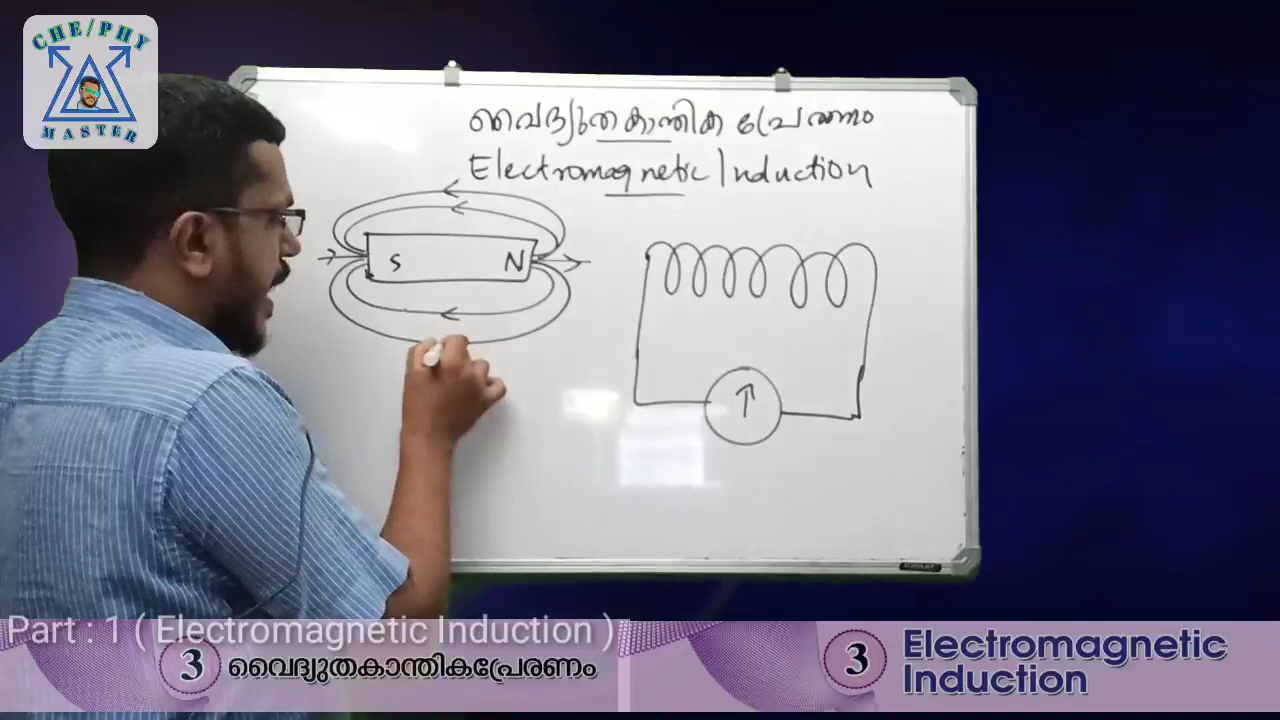 CHE/PHY
MASTER
വൈദ്യുതകാന്തിക പ്രേരണം
Electromagnetic Induction
S N
Part : 1 ( Electromagnetic Induction )
3 വൈദ്യുതകാന്തികപ്രേരണം
3 Electromagnetic
Induction